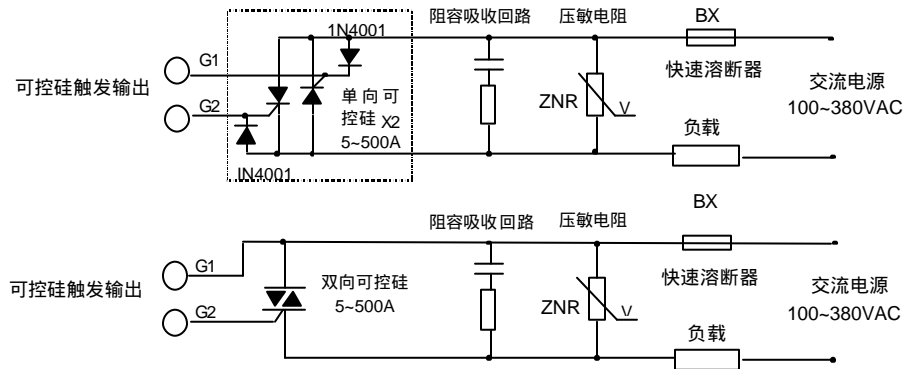 阻容吸收回路
压敏电阻
BX
1N4001
G1
可控硅触发输出
G2
单向可
控硅 X2
5~500A
ZNR
V
快速溶断器
交流电源
100~380VAC
负载
IN4001
阻容吸收回路
压敏电阻
BX
G1
可控硅触发输出
G2
双向可控硅
5~500A
ZNR
V
快速溶断器
交流电源
100~380VAC
负载